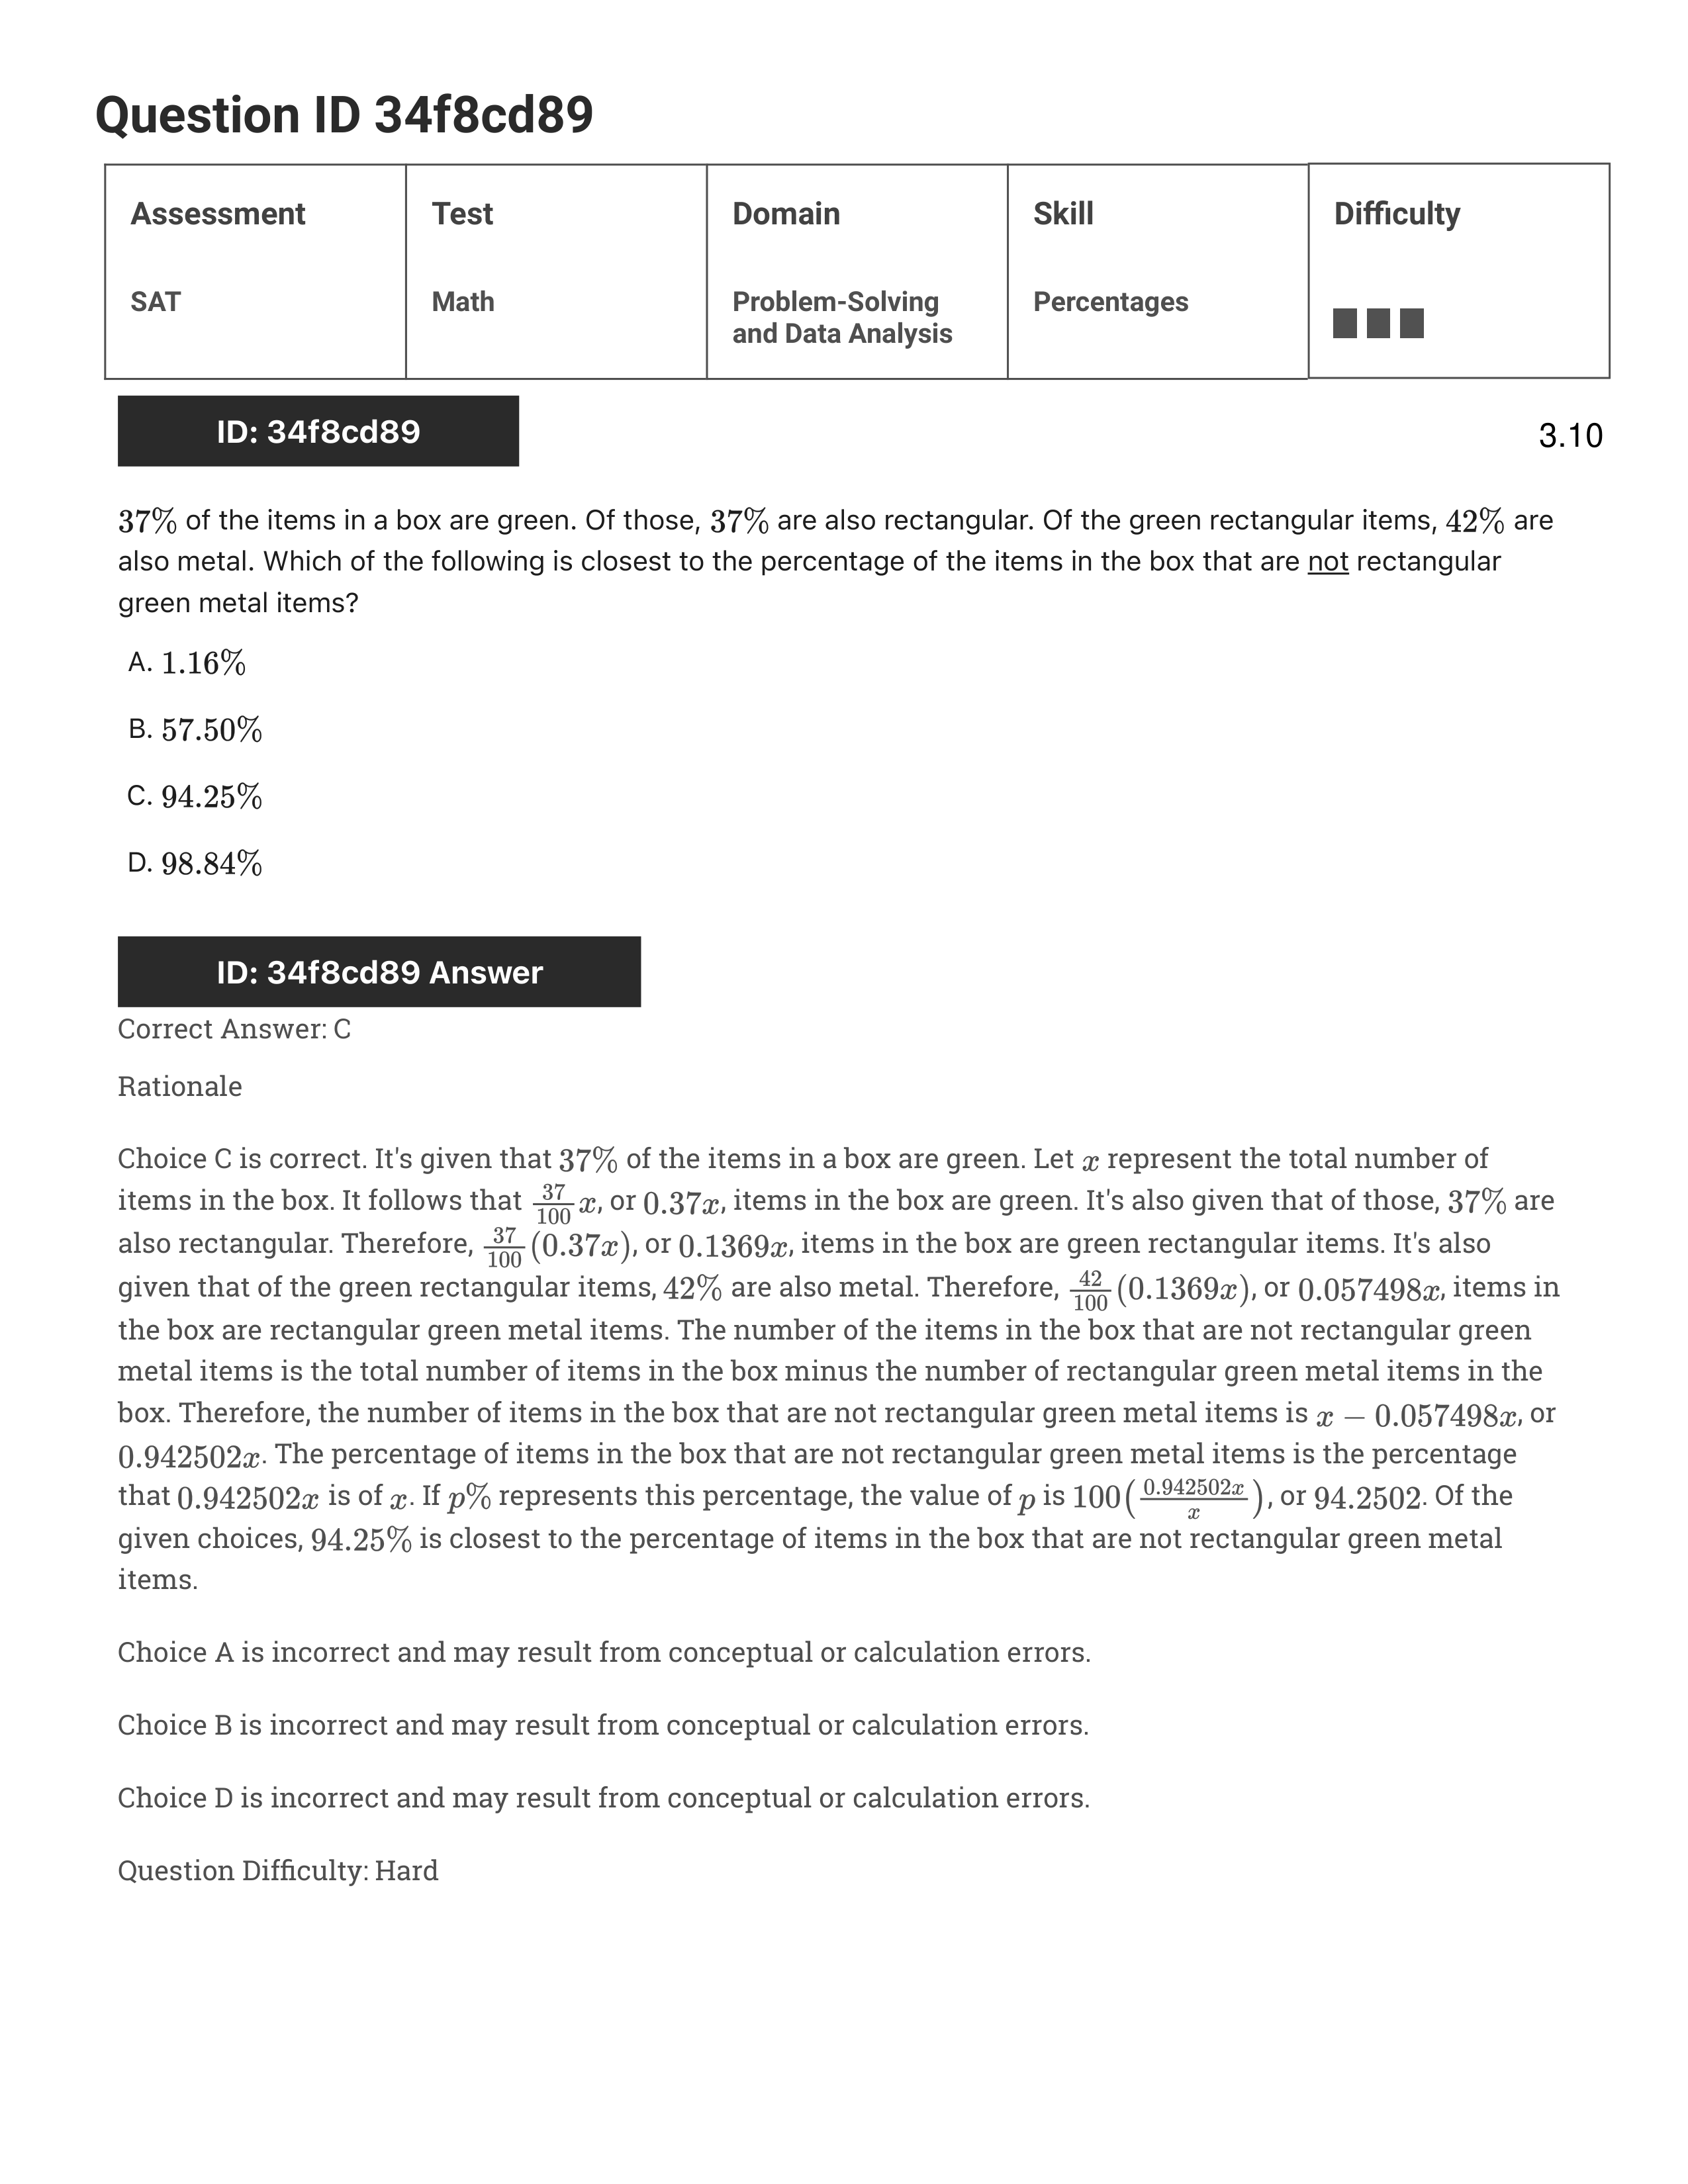 Question ID 34f8cd89
Assessment
Test
Domain
Skill
Difficulty
SAT
Math
Problem-Solving
and Data Analysis
Percentages
ID: 34f8cd89
3.10
37% of the items in a box are green. Of those, 37% are also rectangular. Of the green rectangular items, 42% are
also metal. Which of the following is closest to the percentage of the items in the box that are not rectangular
green metal items?
A. 1.16%
B. 57.50%
C. 94.25%
D. 98.84%
ID: 34f8cd89 Answer
Correct Answer: C
Rationale
Choice C is correct. It's given that 37% of the items in a box are green. Let x represent the total number of
items in the box. It follows that 37/100 x, or 0.37x, items in the box are green. It's also given that of those, 37% are
also rectangular. Therefore, 37/100 (0.37x), or 0.1369x, items in the box are green rectangular items. It's also
given that of the green rectangular items, 42% are also metal. Therefore, 42/100 (0.1369x), or 0.057498x, items in
the box are rectangular green metal items. The number of the items in the box that are not rectangular green
metal items is the total number of items in the box minus the number of rectangular green metal items in the
box. Therefore, the number of items in the box that are not rectangular green metal items is x − 0.057498x, or
0.942502x. The percentage of items in the box that are not rectangular green metal items is the percentage
that 0.942502x is of x. If p% represents this percentage, the value of p is 100(0.942502x/x), or 94.2502. Of the
given choices, 94.25% is closest to the percentage of items in the box that are not rectangular green metal
items.
Choice A is incorrect and may result from conceptual or calculation errors.
Choice B is incorrect and may result from conceptual or calculation errors.
Choice D is incorrect and may result from conceptual or calculation errors.
Question Difficulty: Hard